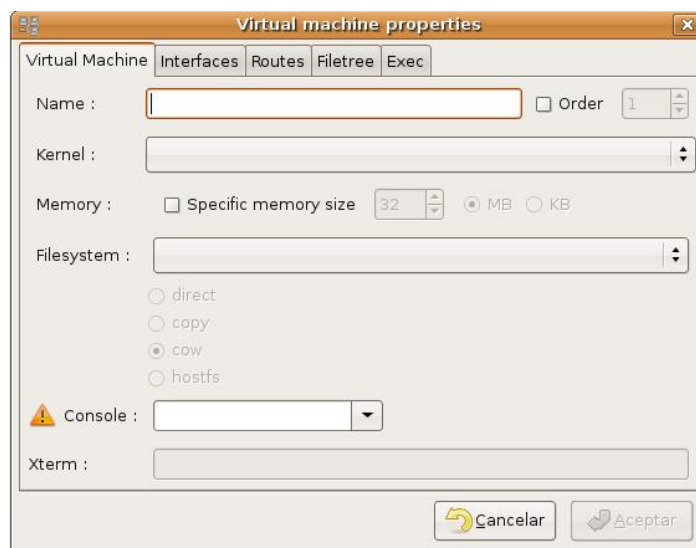 Virtual machine properties
Virtual Machine Interfaces Routes Filetree Exec
Name : Order 1
Kernel :
Memory : Specific memory size 32 MB KB
Filesystem :
direct
copy
cow
hostfs
Console :
Xterm :
Cancelar Aceptar